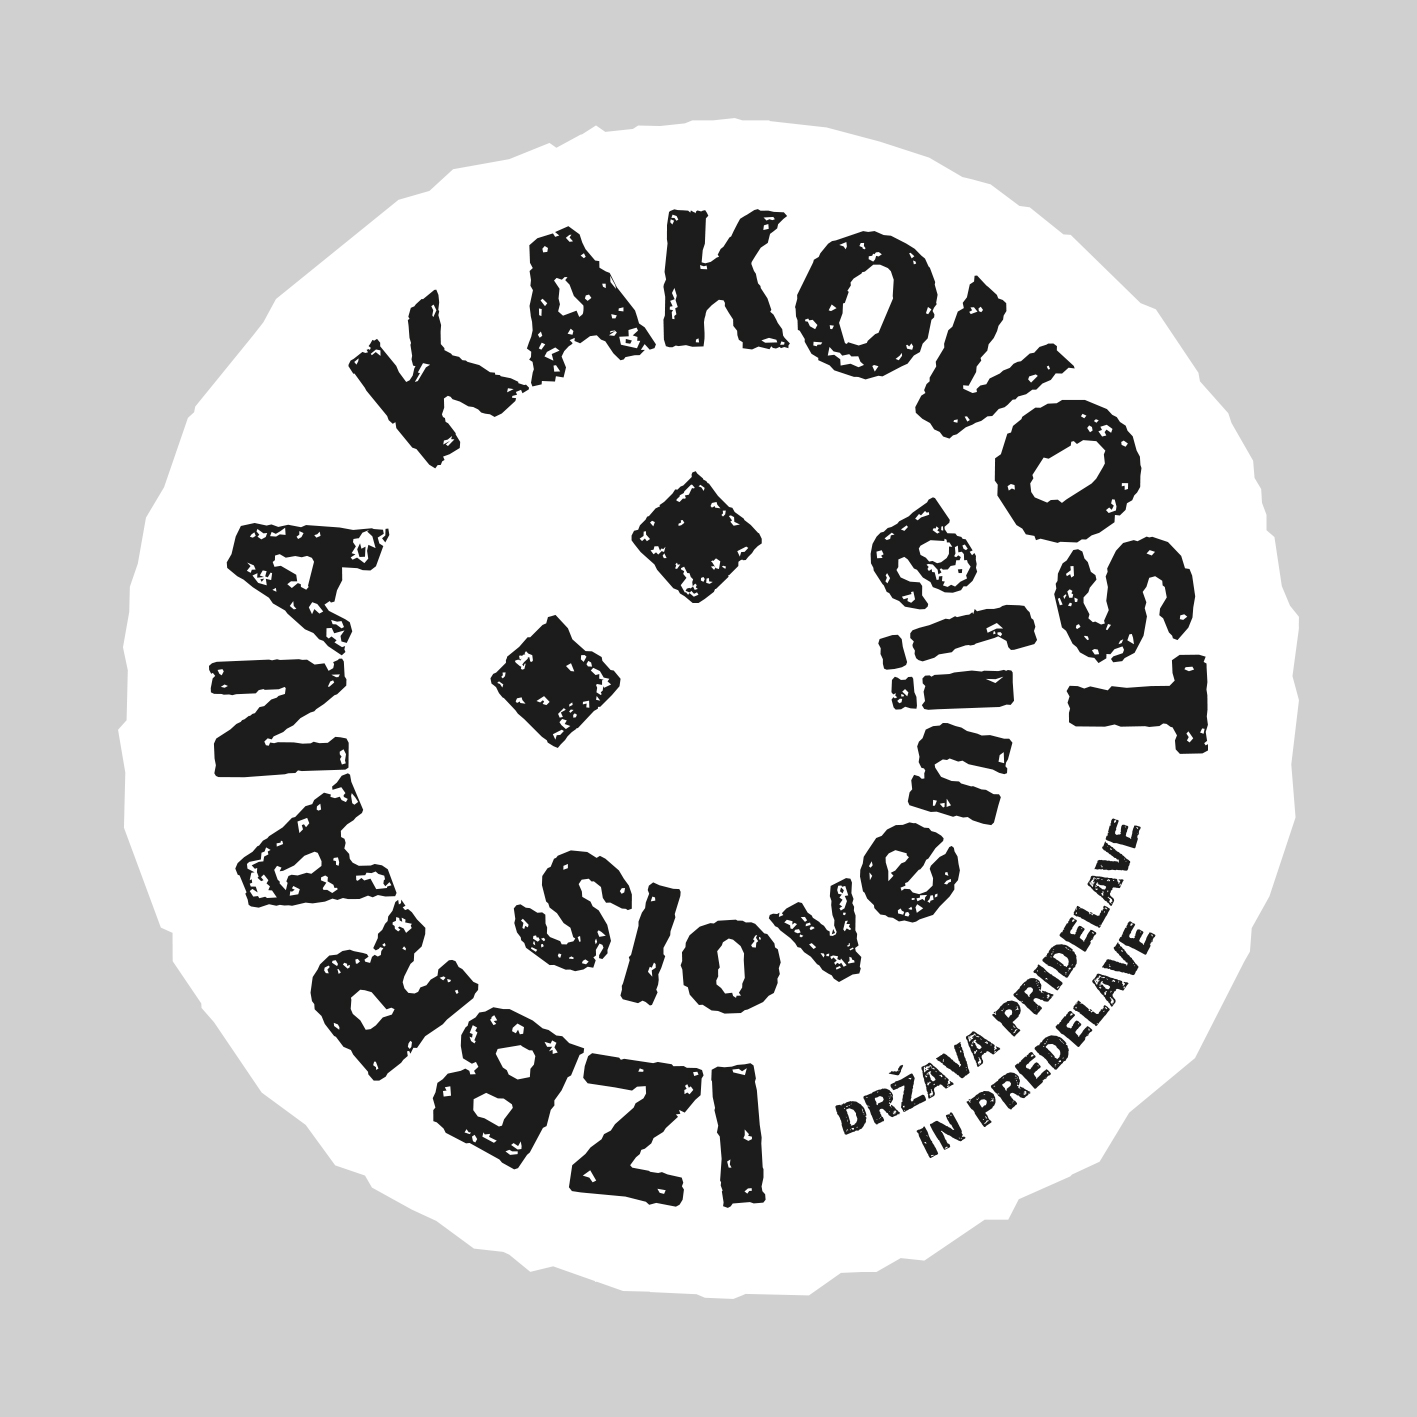 IZBRANA KAKOVOST
Slovenija
DRŽAVA PRIDELAVE
IN PREDELAVE